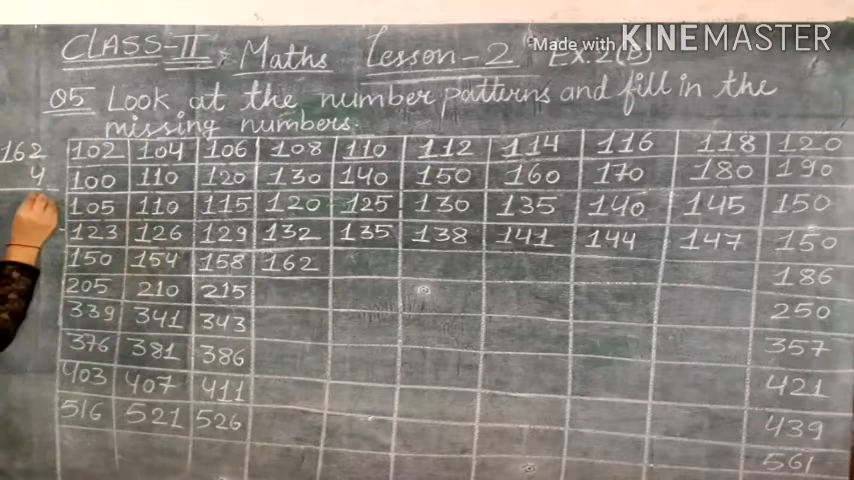 CLASS-II : Maths Lesson-2 Ex.2(B)
Made with KINEMASTER
Q5 Look at the number patterns and fill in the
missing numbers.
162
4
102 104 106 108 110 112 114 116 118 120
100 110 120 130 140 150 160 170 180 190
105 110 115 120 125 130 135 140 145 150
123 126 129 132 135 138 141 144 147 150
150 154 158 162 186
205 210 215 250
339 341 343 357
376 381 386 421
403 407 411 439
516 521 526 561